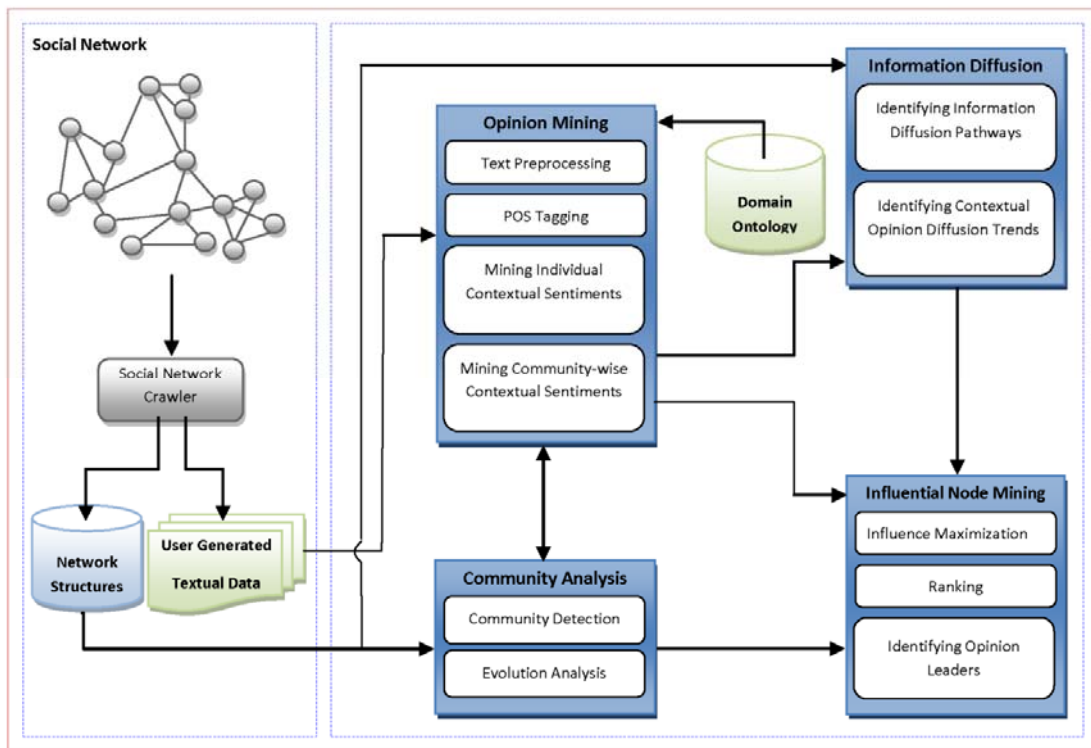 Social Network
Social Network
Crawler
Network
Structures
User Generated
Textual Data
Opinion Mining
Text Preprocessing
POS Tagging
Mining Individual
Contextual Sentiments
Mining Community-wise
Contextual Sentiments
Domain
Ontology
Community Analysis
Community Detection
Evolution Analysis
Information Diffusion
Identifying Information
Diffusion Pathways
Identifying Contextual
Opinion Diffusion Trends
Influential Node Mining
Influence Maximization
Ranking
Identifying Opinion
Leaders